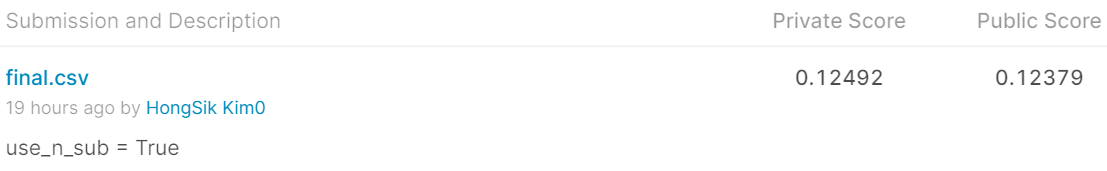 Submission and Description Private Score Public Score
final.csv 0.12492 0.12379
19 hours ago by HongSik Kim0
use_n_sub = True